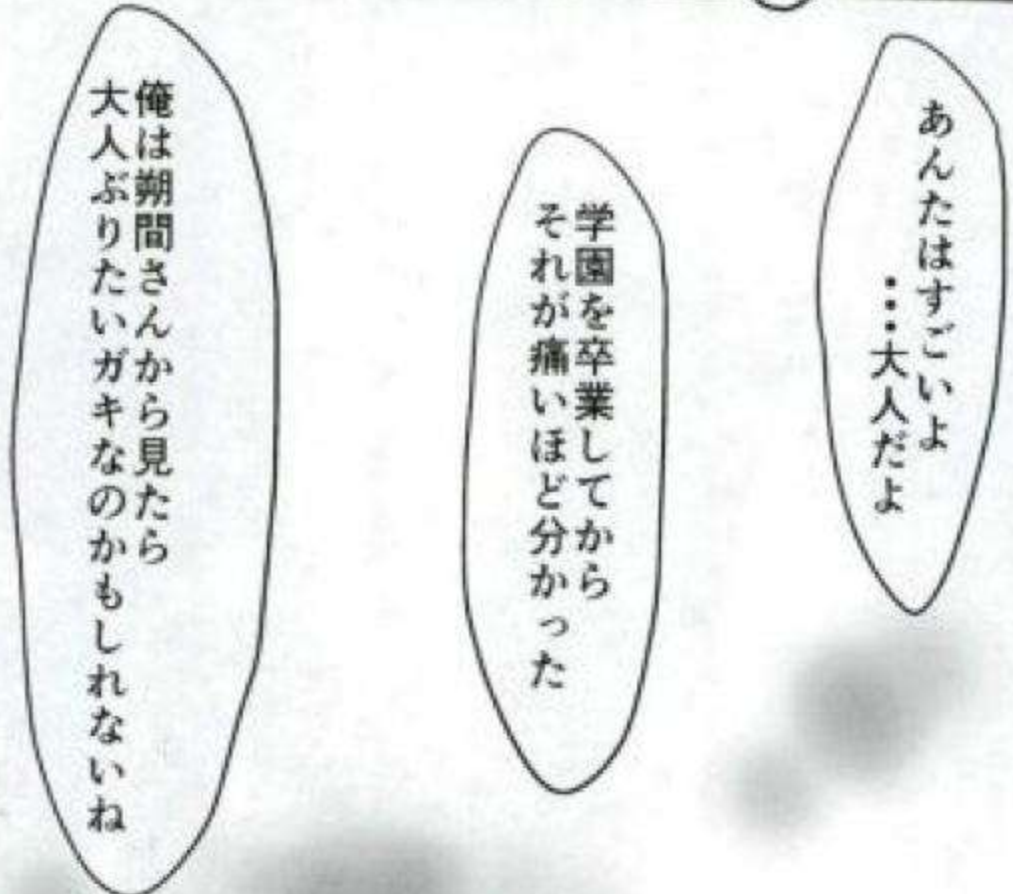 あんたはすごいよ
…大人だよ
学園を卒業してから
それが痛いほど分かった
俺は朔間さんから見たら
大人ぶりたいガキなのかもしれないね